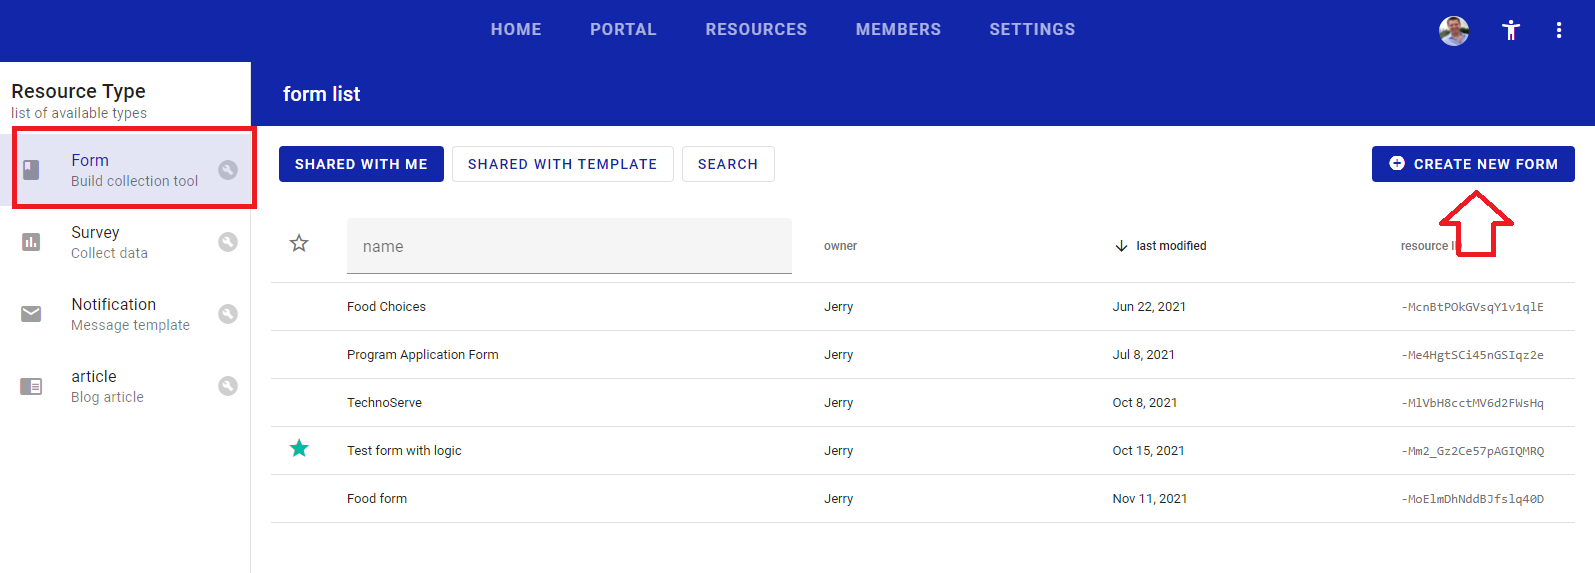 HOME PORTAL RESOURCES MEMBERS SETTINGS
Resource Type
list of available types
form list
Form
Build collection tool
Survey
Collect data
Notification
Message template
article
Blog article
SHARED WITH ME SHARED WITH TEMPLATE SEARCH CREATE NEW FORM
name owner last modified resource ID
Food Choices Jerry Jun 22, 2021 -McnBtPOkGVsqY1v1qlE
Program Application Form Jerry Jul 8, 2021 -Me4HgtSCi45nGSIqz2e
TechnoServe Jerry Oct 8, 2021 -MlVbH8cctMV6d2FWsHq
Test form with logic Jerry Oct 15, 2021 -Mm2_Gz2Ce57pAGIQMRQ
Food form Jerry Nov 11, 2021 -MoElmDhNddBJfslq40D